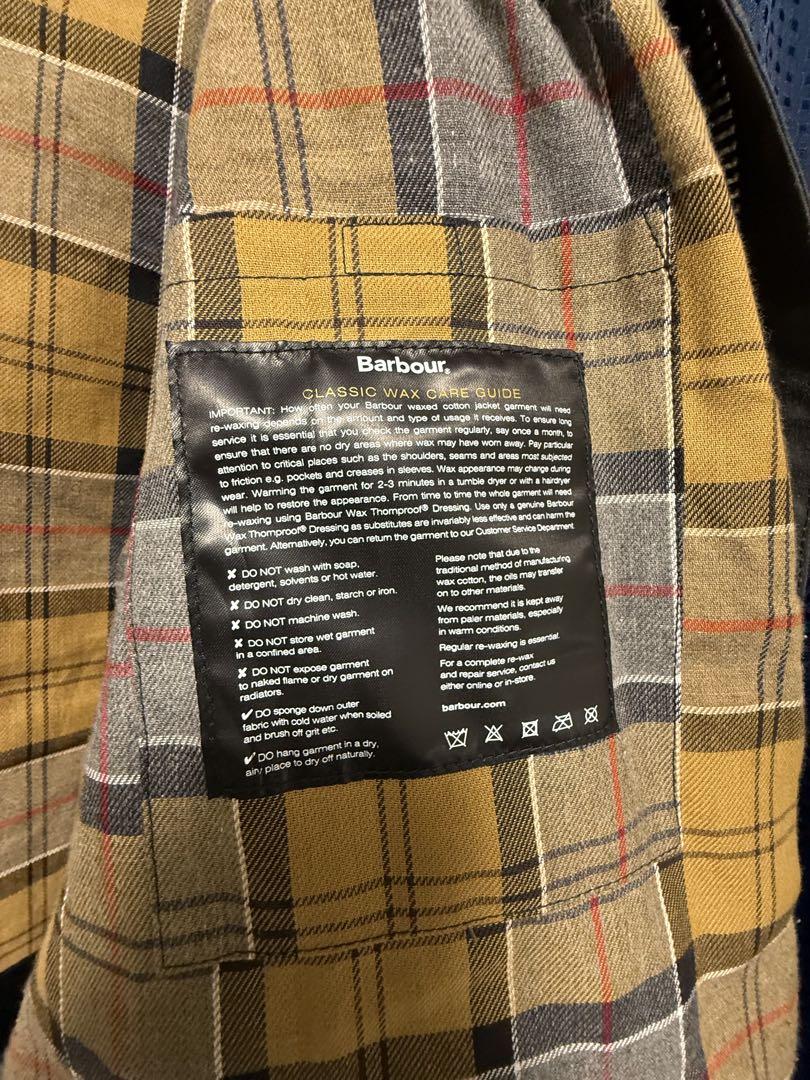 Barbour®
CLASSIC WAX CARE GUIDE
IMPORTANT: How often your Barbour waxed cotton jacket garment will need
re-waxing depends on the amount and type of usage it receives. To ensure long
service it is essential that you check the garment regularly, say once a month, to
ensure that there are no dry areas where wax may have worn away. Pay particular
attention to critical places such as the shoulders, seams and areas most subjected
to friction e.g. pockets and creases in sleeves. Wax appearance may change during
wear. Warming the garment for 2-3 minutes in a tumble dryer or with a hairdryer
will help to restore the appearance. From time to time the whole garment will need
re-waxing using Barbour Wax Thornproof® Dressing. Use only a genuine Barbour
Wax Thornproof® Dressing as substitutes are invariably less effective and can harm the
garment. Alternatively, you can return the garment to our Customer Service Department
✘ DO NOT wash with soap,
detergent, solvents or hot water.
✘ DO NOT dry clean, starch or iron.
✘ DO NOT machine wash.
✘ DO NOT store wet garment
in a confined area.
✘ DO NOT expose garment
to naked flame or dry garment on
radiators.
✔ DO sponge down outer
fabric with cold water when soiled
and brush off grit etc.
✔ DO hang garment in a dry,
airy place to dry off naturally.
Please note that due to the
traditional method of manufacturing
wax cotton, the oils may transfer
on to other materials.
We recommend it is kept away
from paler materials, especially
in warm conditions.
Regular re-waxing is essential.
For a complete re-wax
and repair service, contact us
either online or in-store.
barbour.com